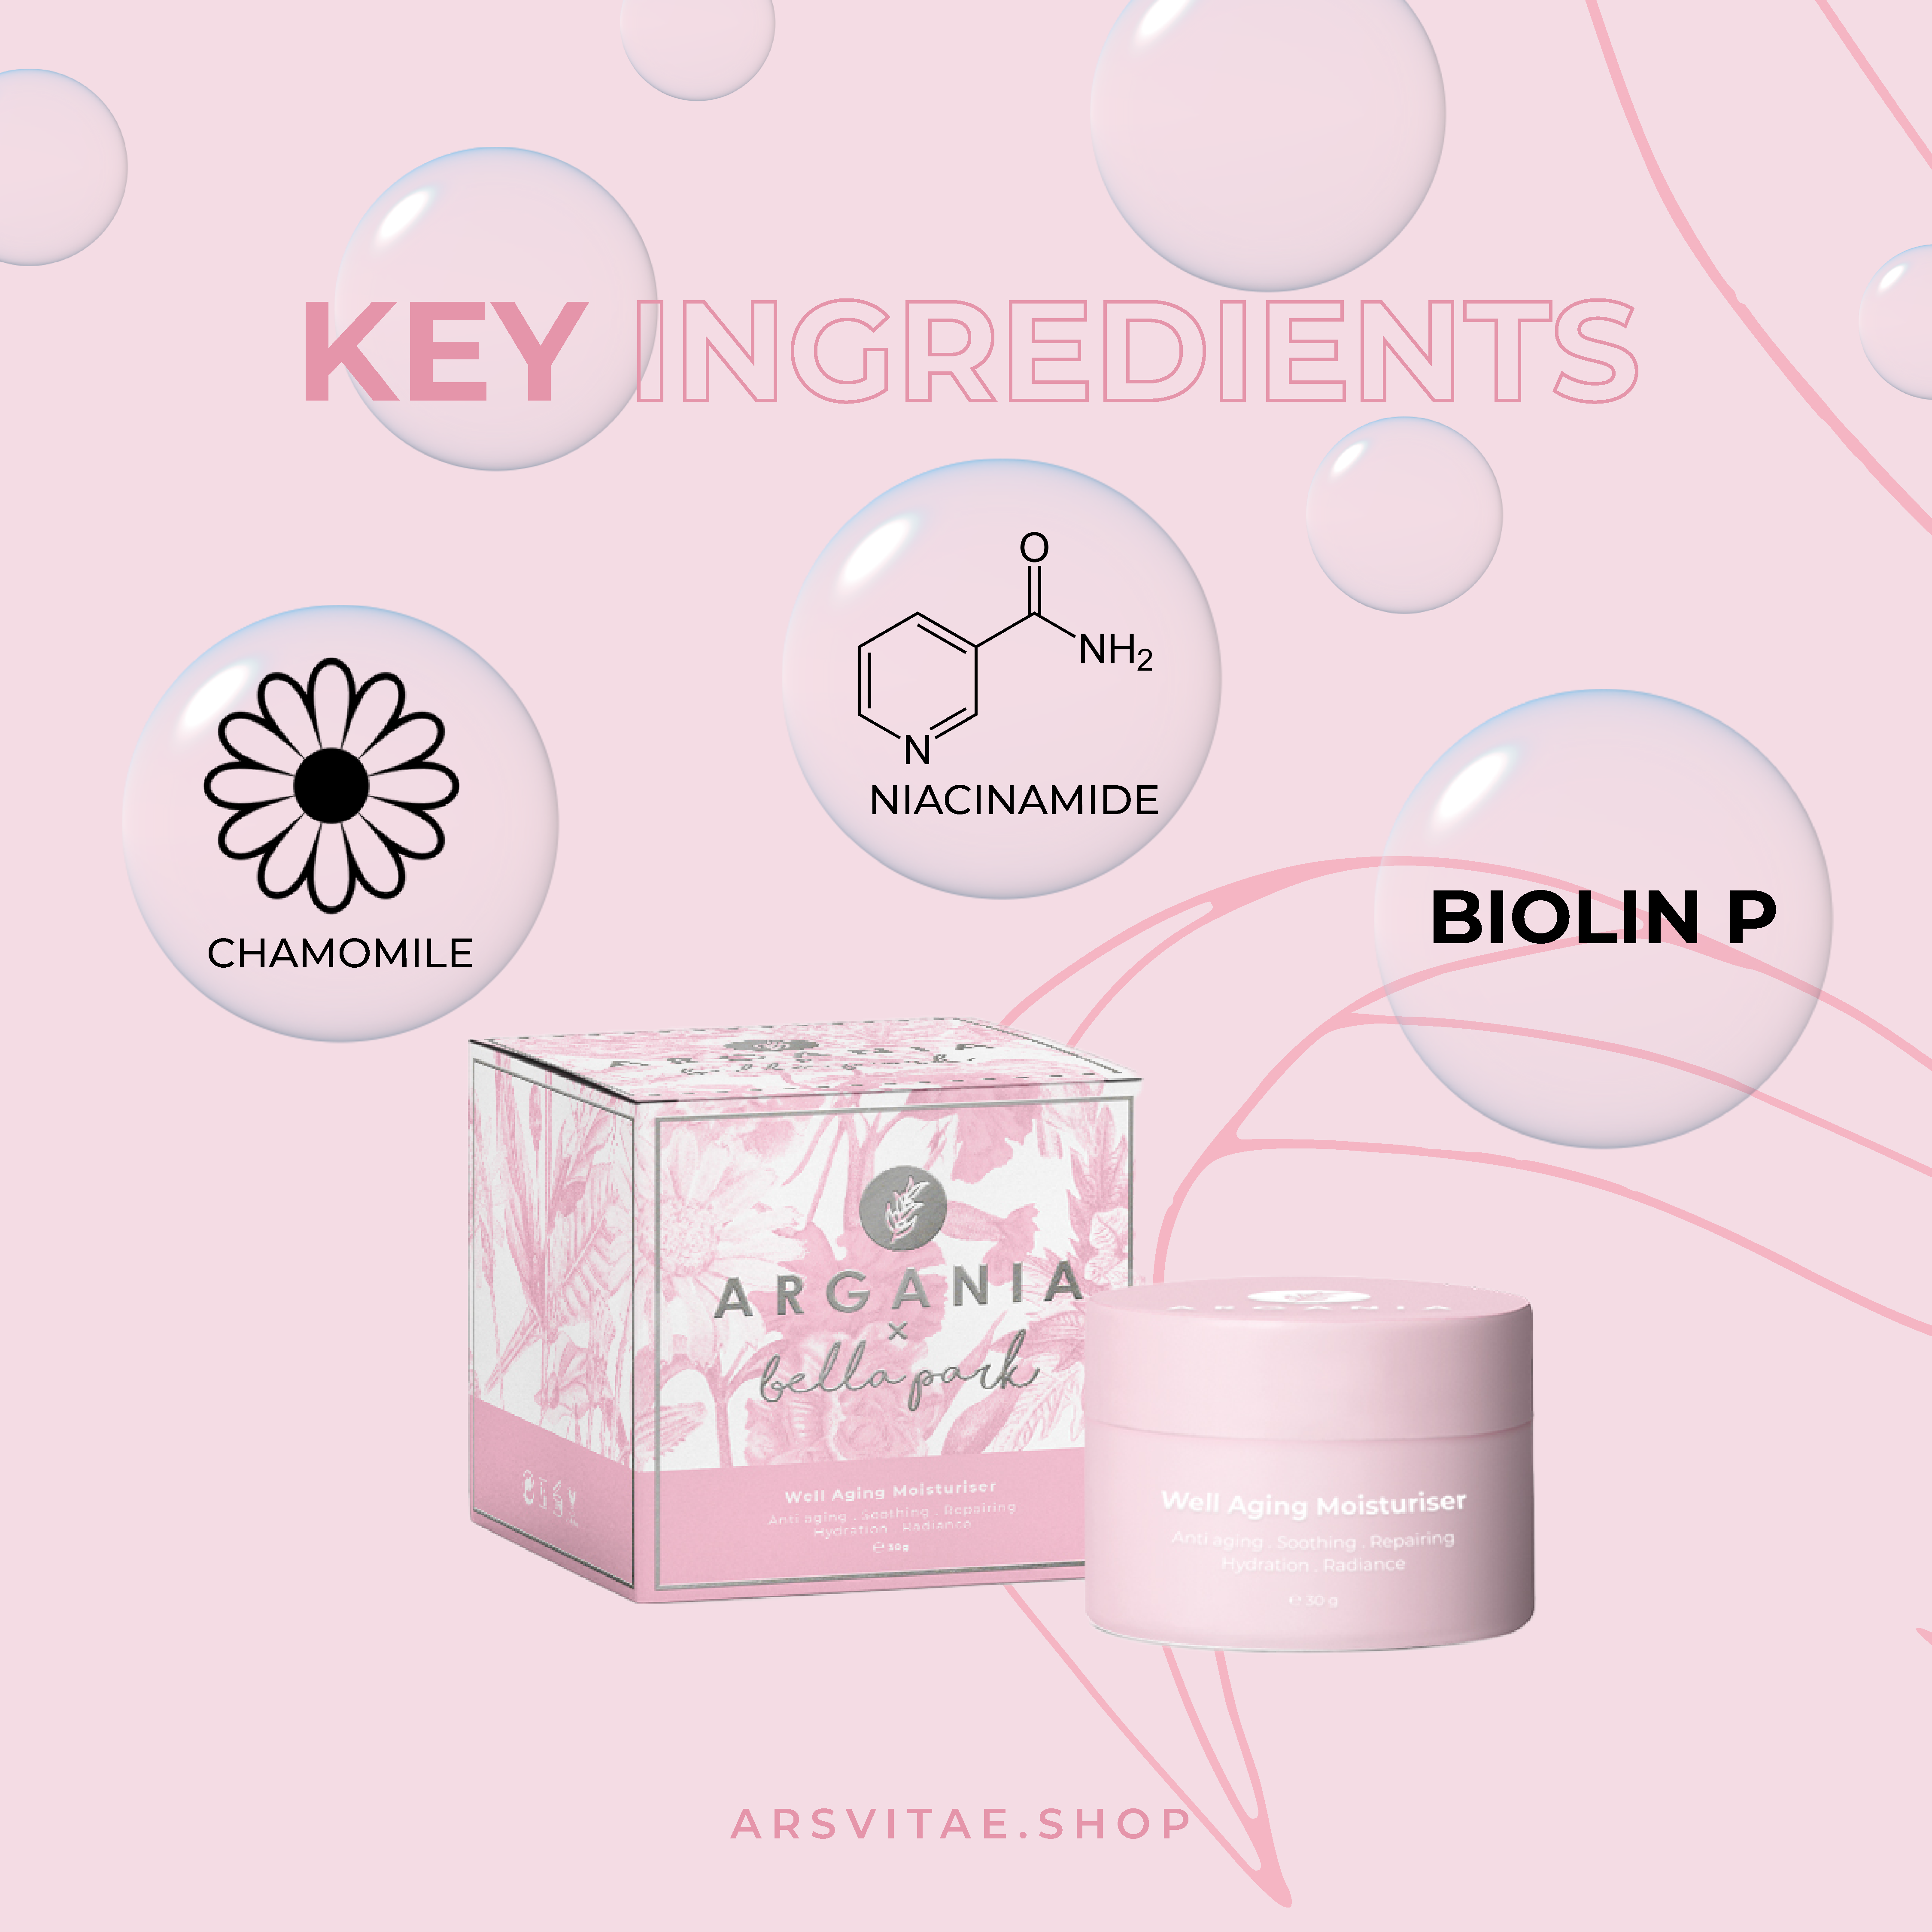 KEY INGREDIENTS
O
NH2
N
NIACINAMIDE
CHAMOMILE
BIOLIN P
ARGANIA
×
bella park
Well Aging Moisturiser
Anti aging . Soothing . Repairing
Hydration . Radiance
℮ 30g
ARGANIA
Well Aging Moisturiser
Anti aging . Soothing . Repairing
Hydration . Radiance
℮ 30 g
ARSVITAE.SHOP